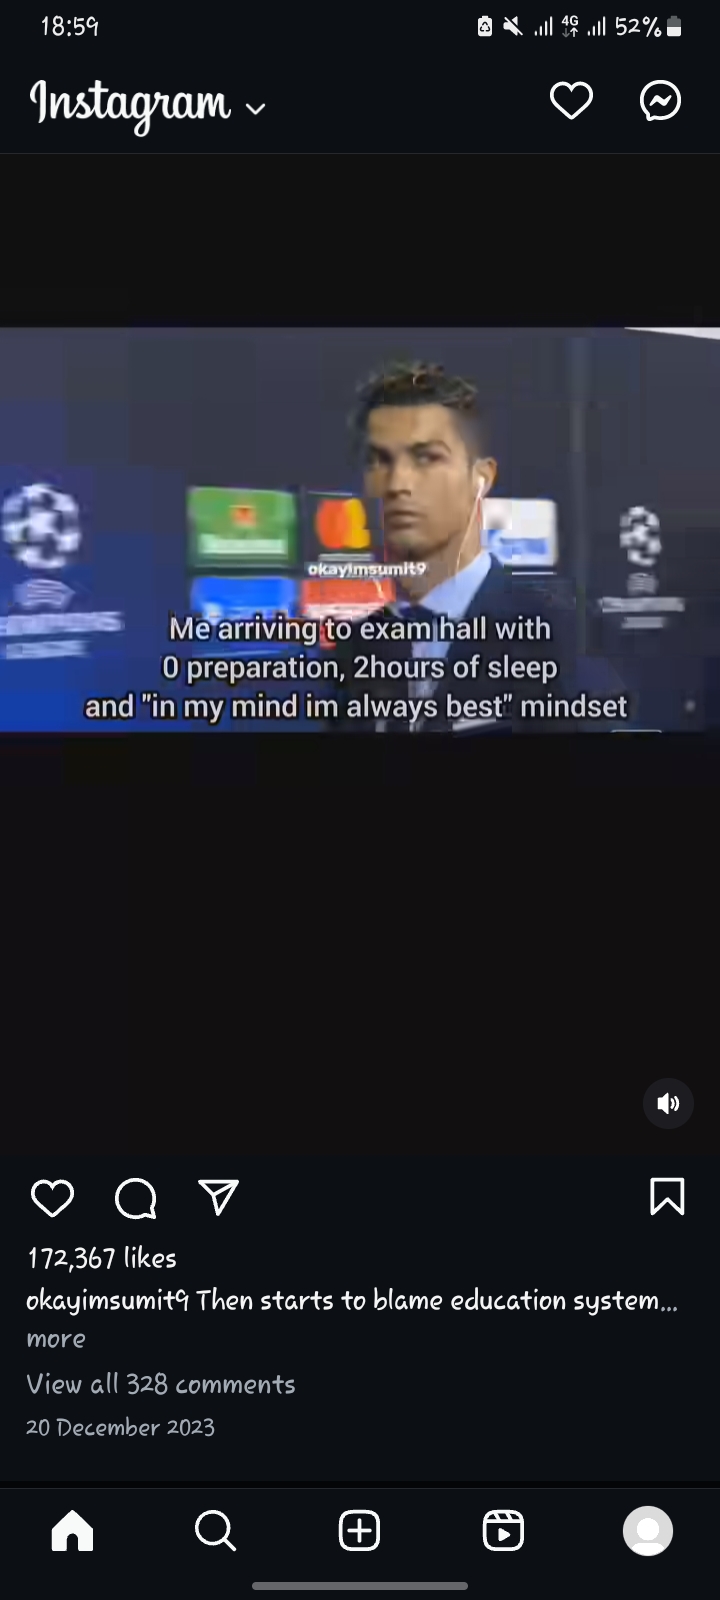 18:59
4G
52%
Instagram
okayimsumit9
Me arriving to exam hall with
0 preparation, 2hours of sleep
and "in my mind im always best" mindset
172,367 likes
okayimsumit9 Then starts to blame education system...
more
View all 328 comments
20 December 2023